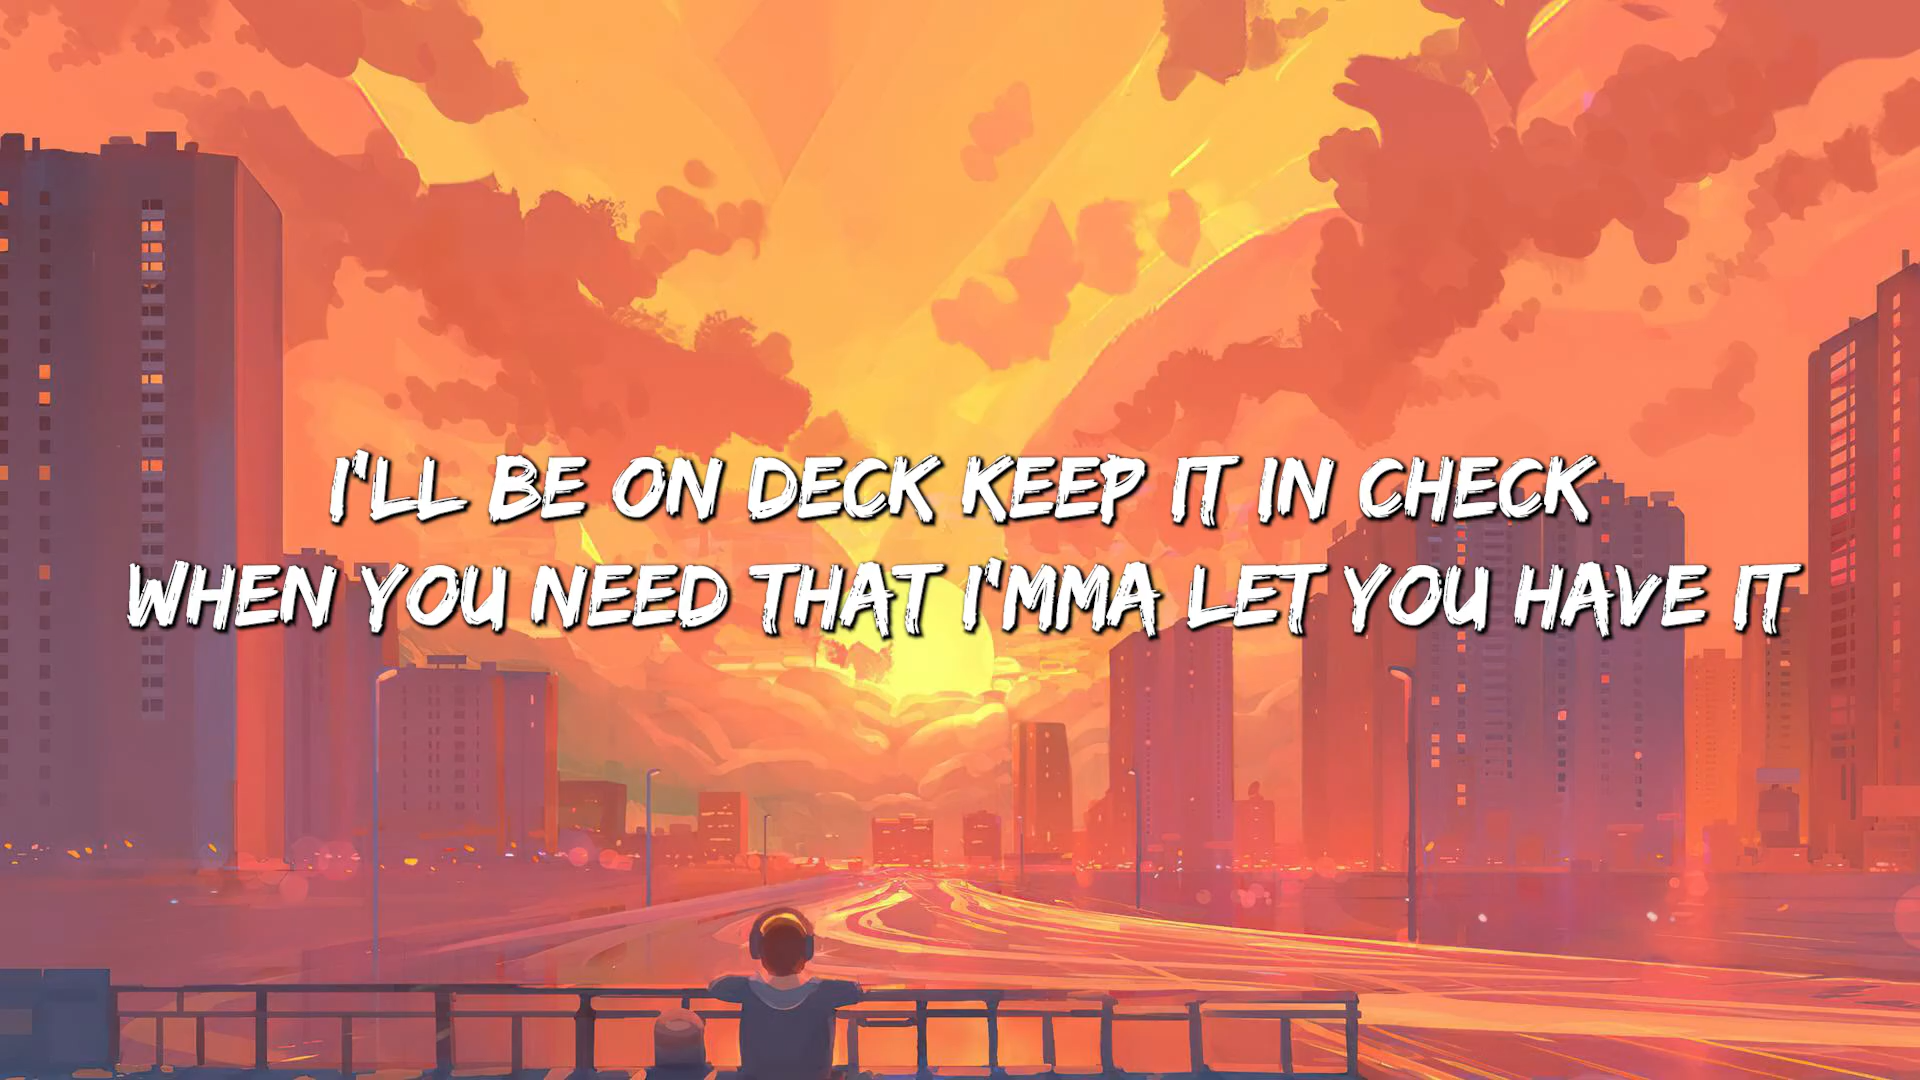 I'LL BE ON DECK KEEP IT IN CHECK
WHEN YOU NEED THAT I'MMA LET YOU HAVE IT